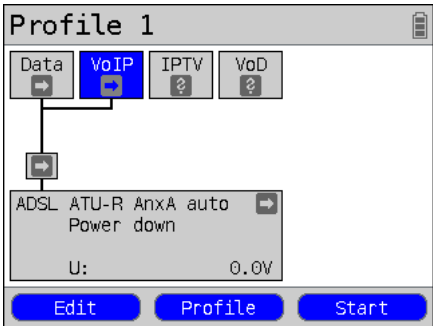 Profile 1
Data VoIP IPTV VoD
ADSL ATU-R AnxA auto
Power down
U: 0.0V
Edit Profile Start